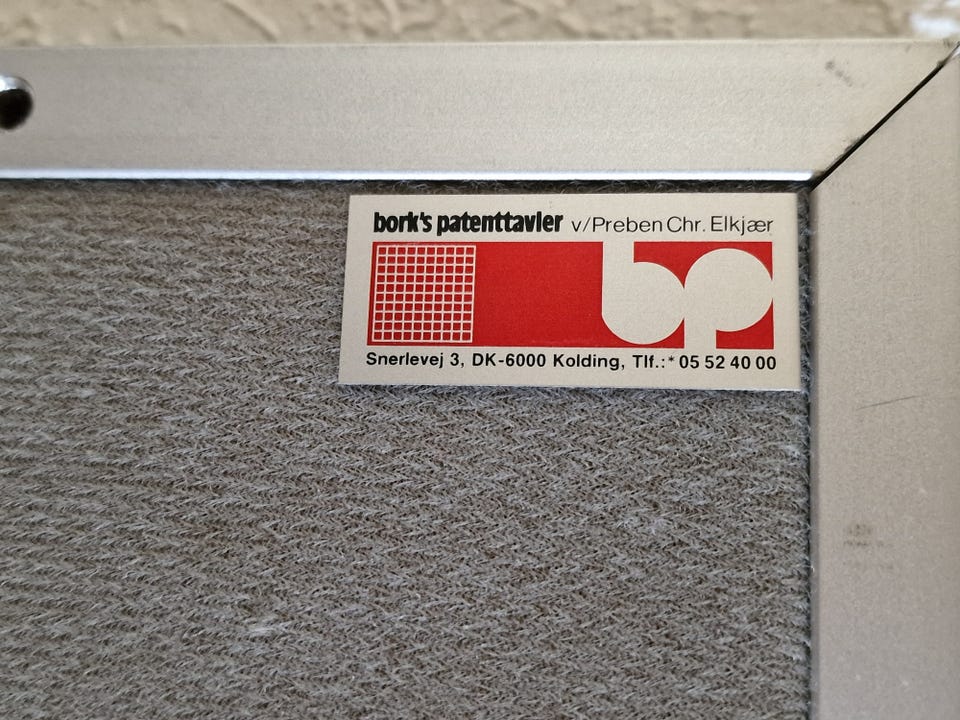 bork's patenttavler v/Preben Chr. Elkjær
bp
Snerlevej 3, DK-6000 Kolding, Tlf.:* 05 52 40 00